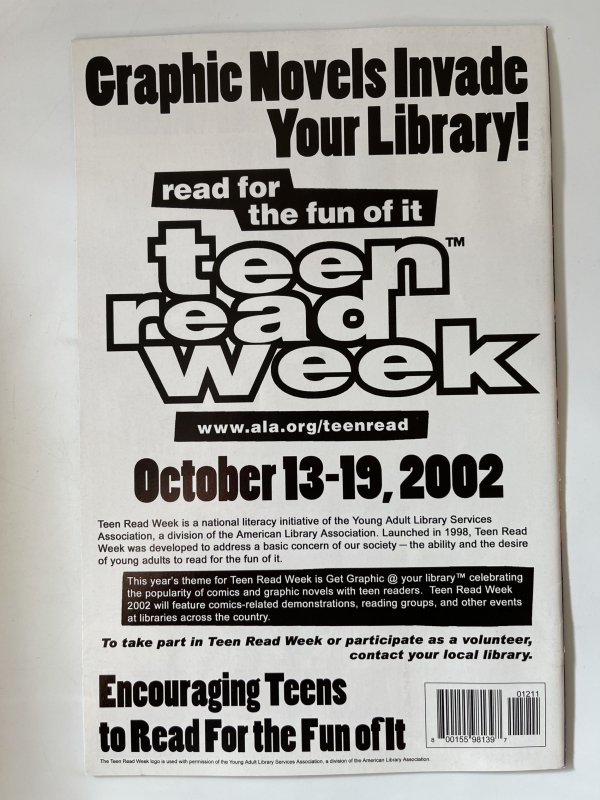 Graphic Novels Invade
Your Library!
read for
the fun of it
teen™
read
week
www.ala.org/teenread
October 13-19, 2002
Teen Read Week is a national literacy initiative of the Young Adult Library Services
Association, a division of the American Library Association. Launched in 1998, Teen Read
Week was developed to address a basic concern of our society — the ability and the desire
of young adults to read for the fun of it.
This year's theme for Teen Read Week is Get Graphic @ your library™ celebrating
the popularity of comics and graphic novels with teen readers. Teen Read Week
2002 will feature comics-related demonstrations, reading groups, and other events
at libraries across the country.
To take part in Teen Read Week or participate as a volunteer,
contact your local library.
Encouraging Teens
to Read For the Fun of It
01211
8 00155 98139 7
The Teen Read Week logo is used with permission of the Young Adult Library Services Association, a division of the American Library Association.